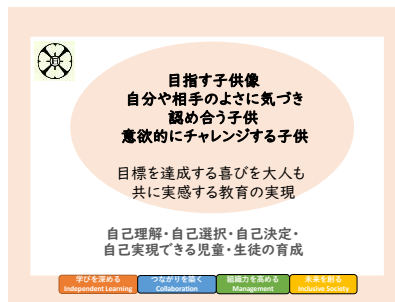 目指す子供像
自分や相手のよさに気づき
認め合う子供
意欲的にチャレンジする子供
目標を達成する喜びを大人も
共に実感する教育の実現
自己理解・自己選択・自己決定・
自己実現できる児童・生徒の育成
学びを深める
Independent Learning
つながりを築く
Collaboration
組織力を高める
Management
未来を創る
Inclusive Society